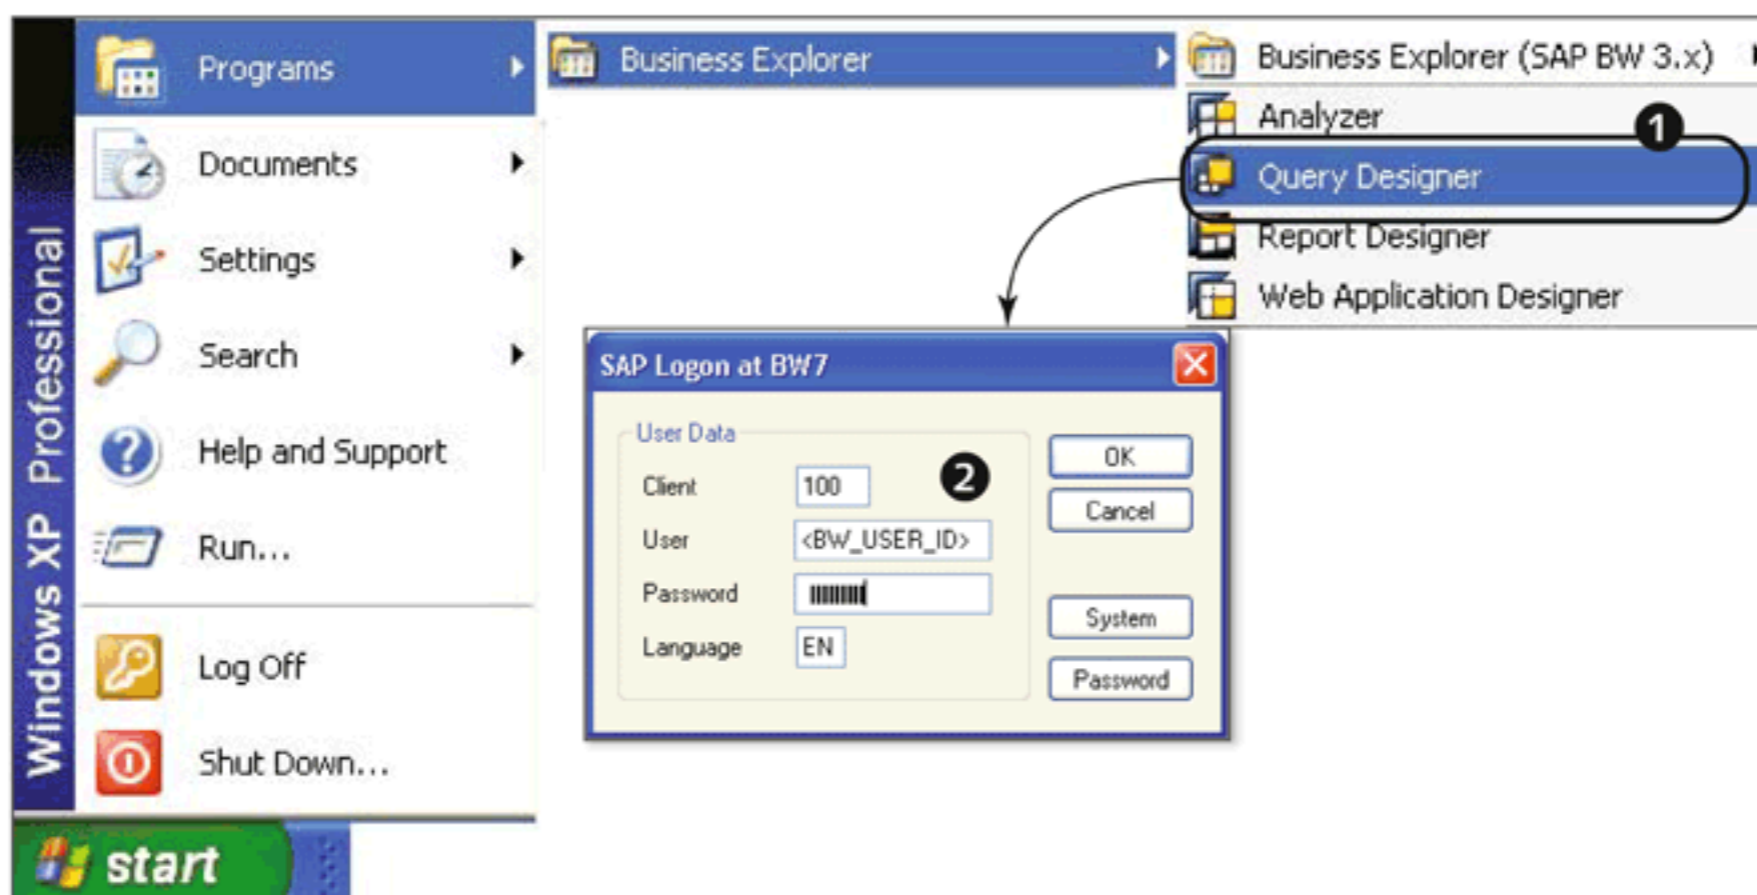 Programs
Documents
Settings
Search
Help and Support
Run...
Log Off
Shut Down...
Windows XP Professional
start
Business Explorer
Business Explorer (SAP BW 3.x)
Analyzer
1
Query Designer
Report Designer
Web Application Designer
SAP Logon at BW7
User Data
2
Client 100
User <BW_USER_ID>
Password
Language EN
OK
Cancel
System
Password